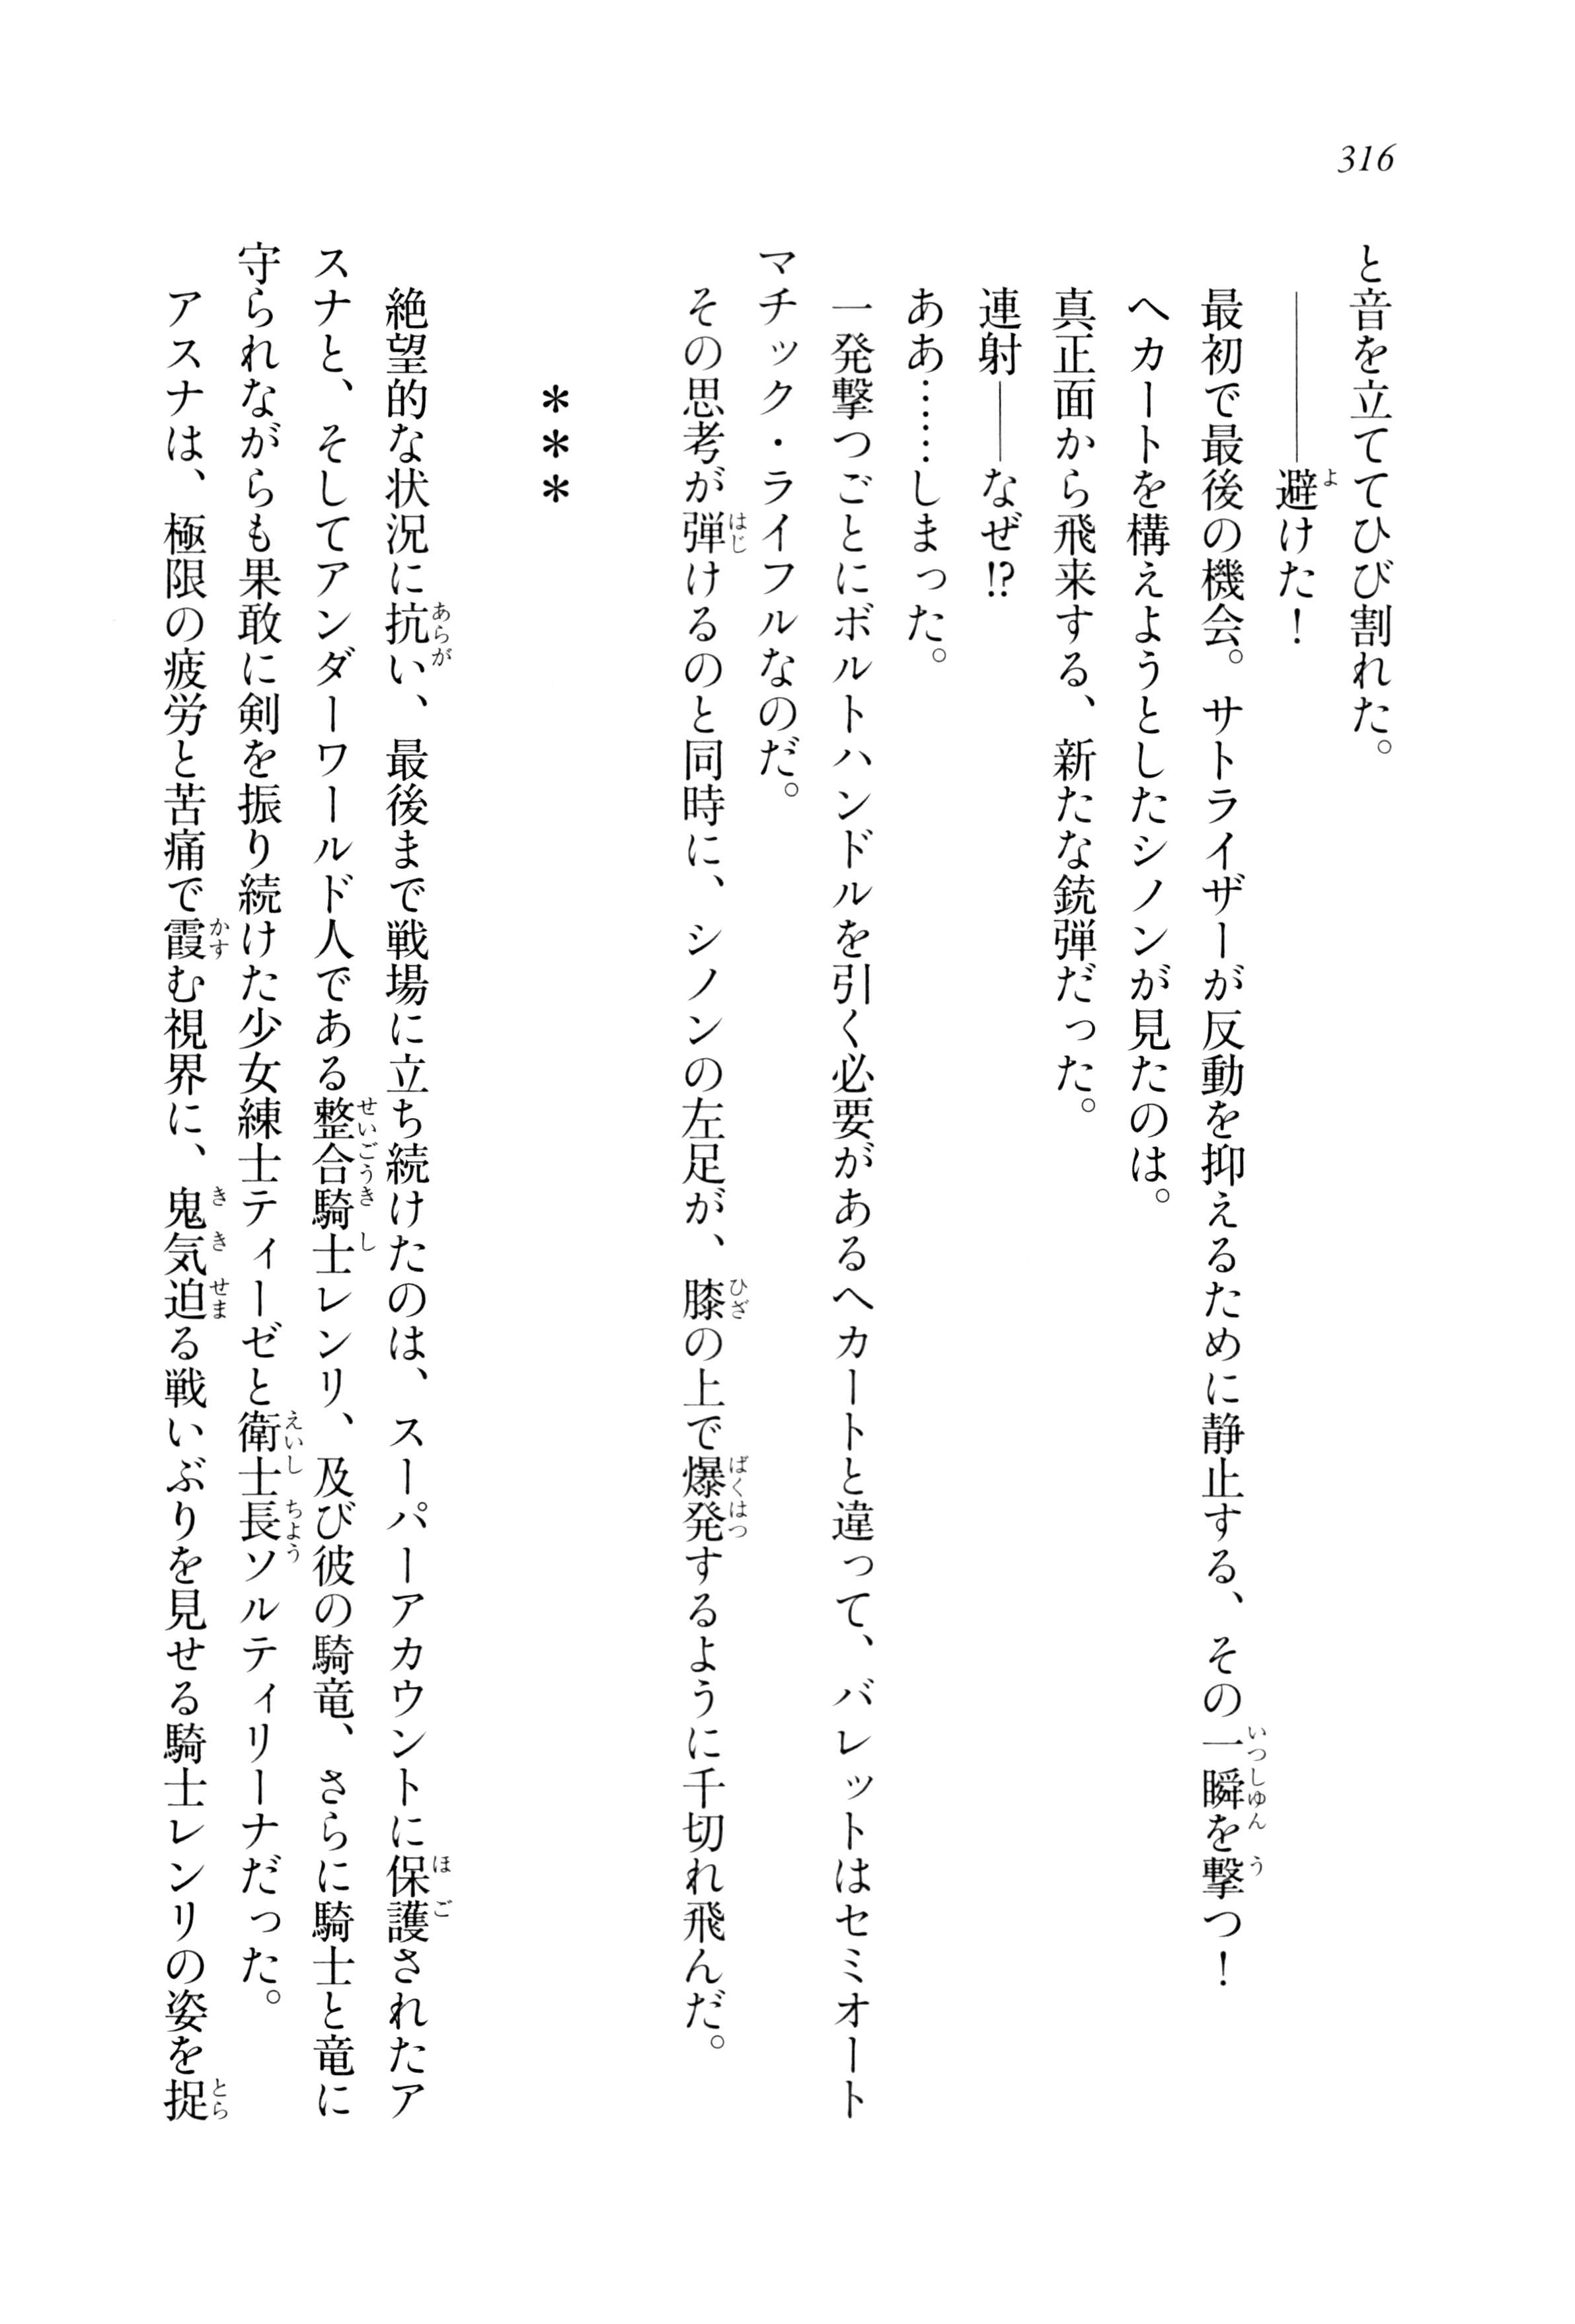 316
と音を立ててひび割れた。
――――避けた！
最初で最後の機会。サトライザーが反動を抑えるために静止する、その一瞬を撃つ！
ヘカートを構えようとしたシノンが見たのは。
真正面から飛来する、新たな銃弾だった。
連射――なぜ!?
ああ……しまった。
一発撃つごとにボルトハンドルを引く必要があるヘカートと違って、バレットはセミオート
マチック・ライフルなのだ。
その思考が弾けるのと同時に、シノンの左足が、膝の上で爆発するように千切れ飛んだ。
＊＊＊
絶望的な状況に抗い、最後まで戦場に立ち続けたのは、スーパーアカウントに保護されたア
スナと、そしてアンダーワールド人である整合騎士レンリ、及び彼の騎竜、さらに騎士と竜に
守られながらも果敢に剣を振り続けた少女練士ティーゼと衛士長ソルティリーナだった。
アスナは、極限の疲労と苦痛で霞む視界に、鬼気迫る戦いぶりを見せる騎士レンリの姿を捉